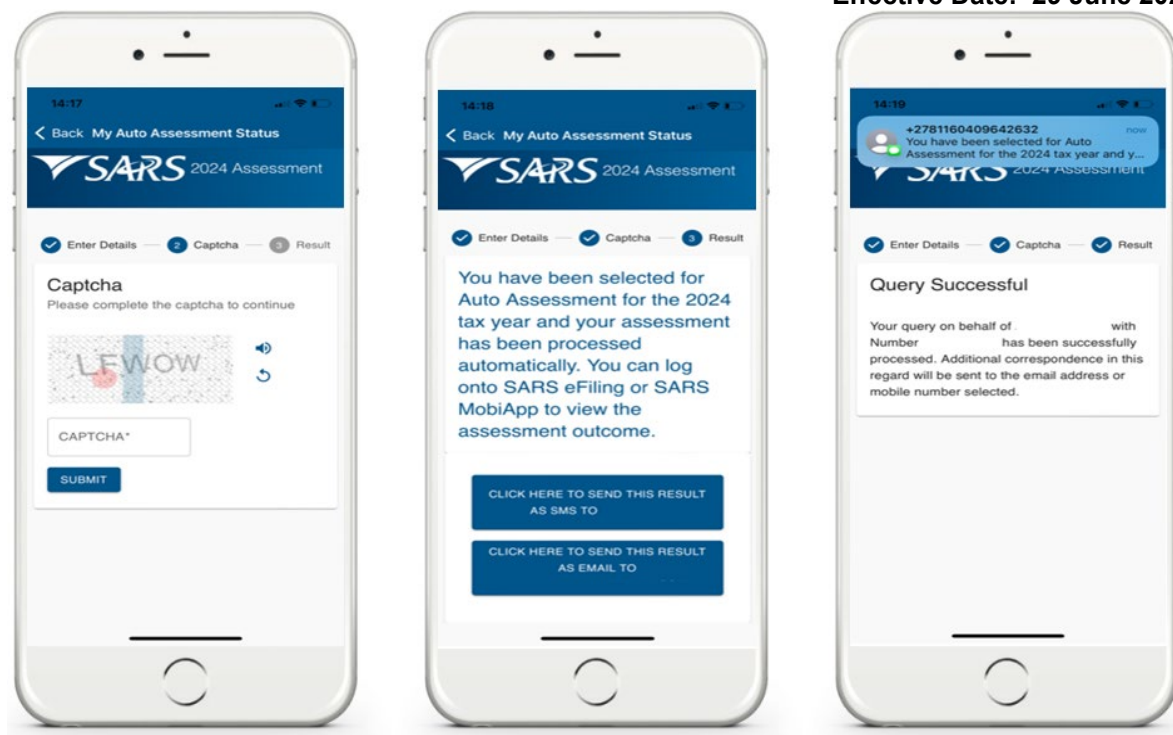 Effective Date: 29 June
14:17
Back My Auto Assessment Status
SARS 2024 Assessment
Enter Details 2 Captcha 3 Result
Captcha
Please complete the captcha to continue
LEWOW
CAPTCHA*
SUBMIT
14:18
Back My Auto Assessment Status
SARS 2024 Assessment
Enter Details Captcha 3 Result
You have been selected for
Auto Assessment for the 2024
tax year and your assessment
has been processed
automatically. You can log
onto SARS eFiling or SARS
MobiApp to view the
assessment outcome.
CLICK HERE TO SEND THIS RESULT
AS SMS TO
CLICK HERE TO SEND THIS RESULT
AS EMAIL TO
14:19
+2781160409642632 now
You have been selected for Auto
Assessment for the 2024 tax year and y...
SARS 2024 Assessment
Enter Details Captcha Result
Query Successful
Your query on behalf of with
Number has been successfully
processed. Additional correspondence in this
regard will be sent to the email address or
mobile number selected.